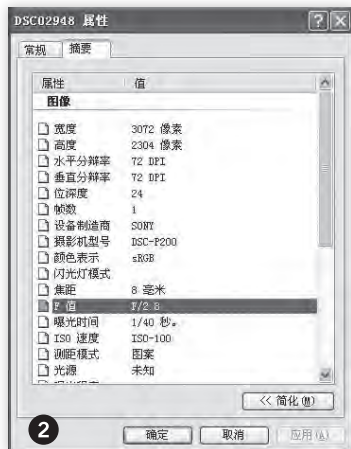 DSC02948 属性
常规 摘要
属性 值
图像
宽度 3072 像素
高度 2304 像素
水平分辨率 72 DPI
垂直分辨率 72 DPI
位深度 24
帧数 1
设备制造商 SONY
摄影机型号 DSC-P200
颜色表示 sRGB
闪光灯模式
焦距 8 毫米
F 值 F/2.8
曝光时间 1/40 秒。
ISO 速度 ISO-100
测距模式 图案
光源 未知
<< 简化(M)
2 确定 取消 应用(A)